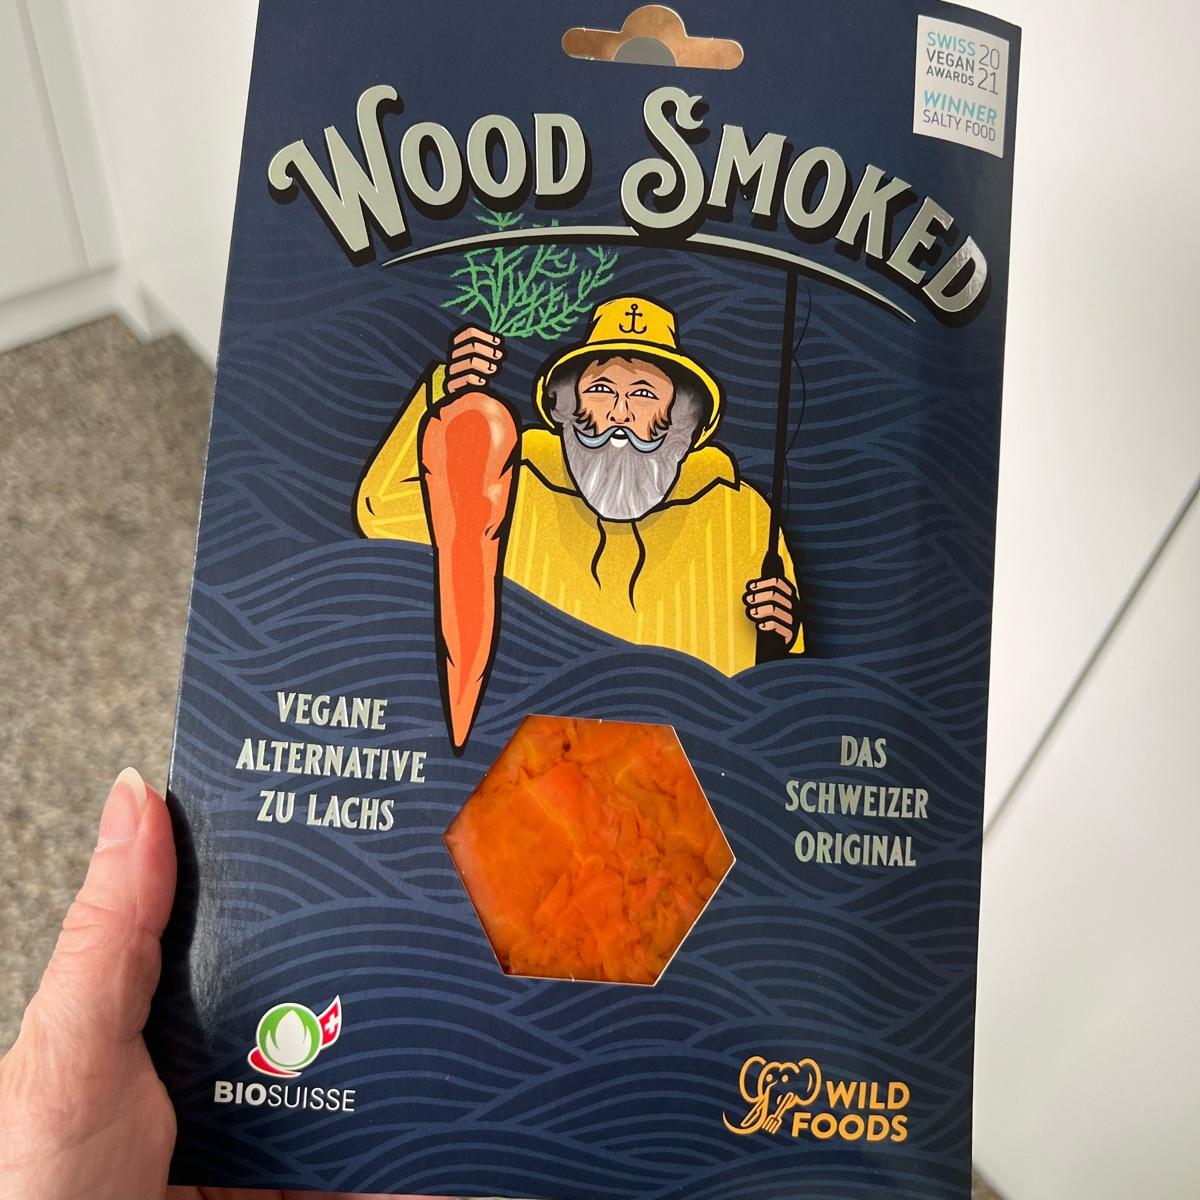 SWISS 20
VEGAN 21
AWARDS
WINNER
SALTY FOOD
WOOD SMOKED
VEGANE
ALTERNATIVE
ZU LACHS
DAS
SCHWEIZER
ORIGINAL
BIOSUISSE
WILD
FOODS